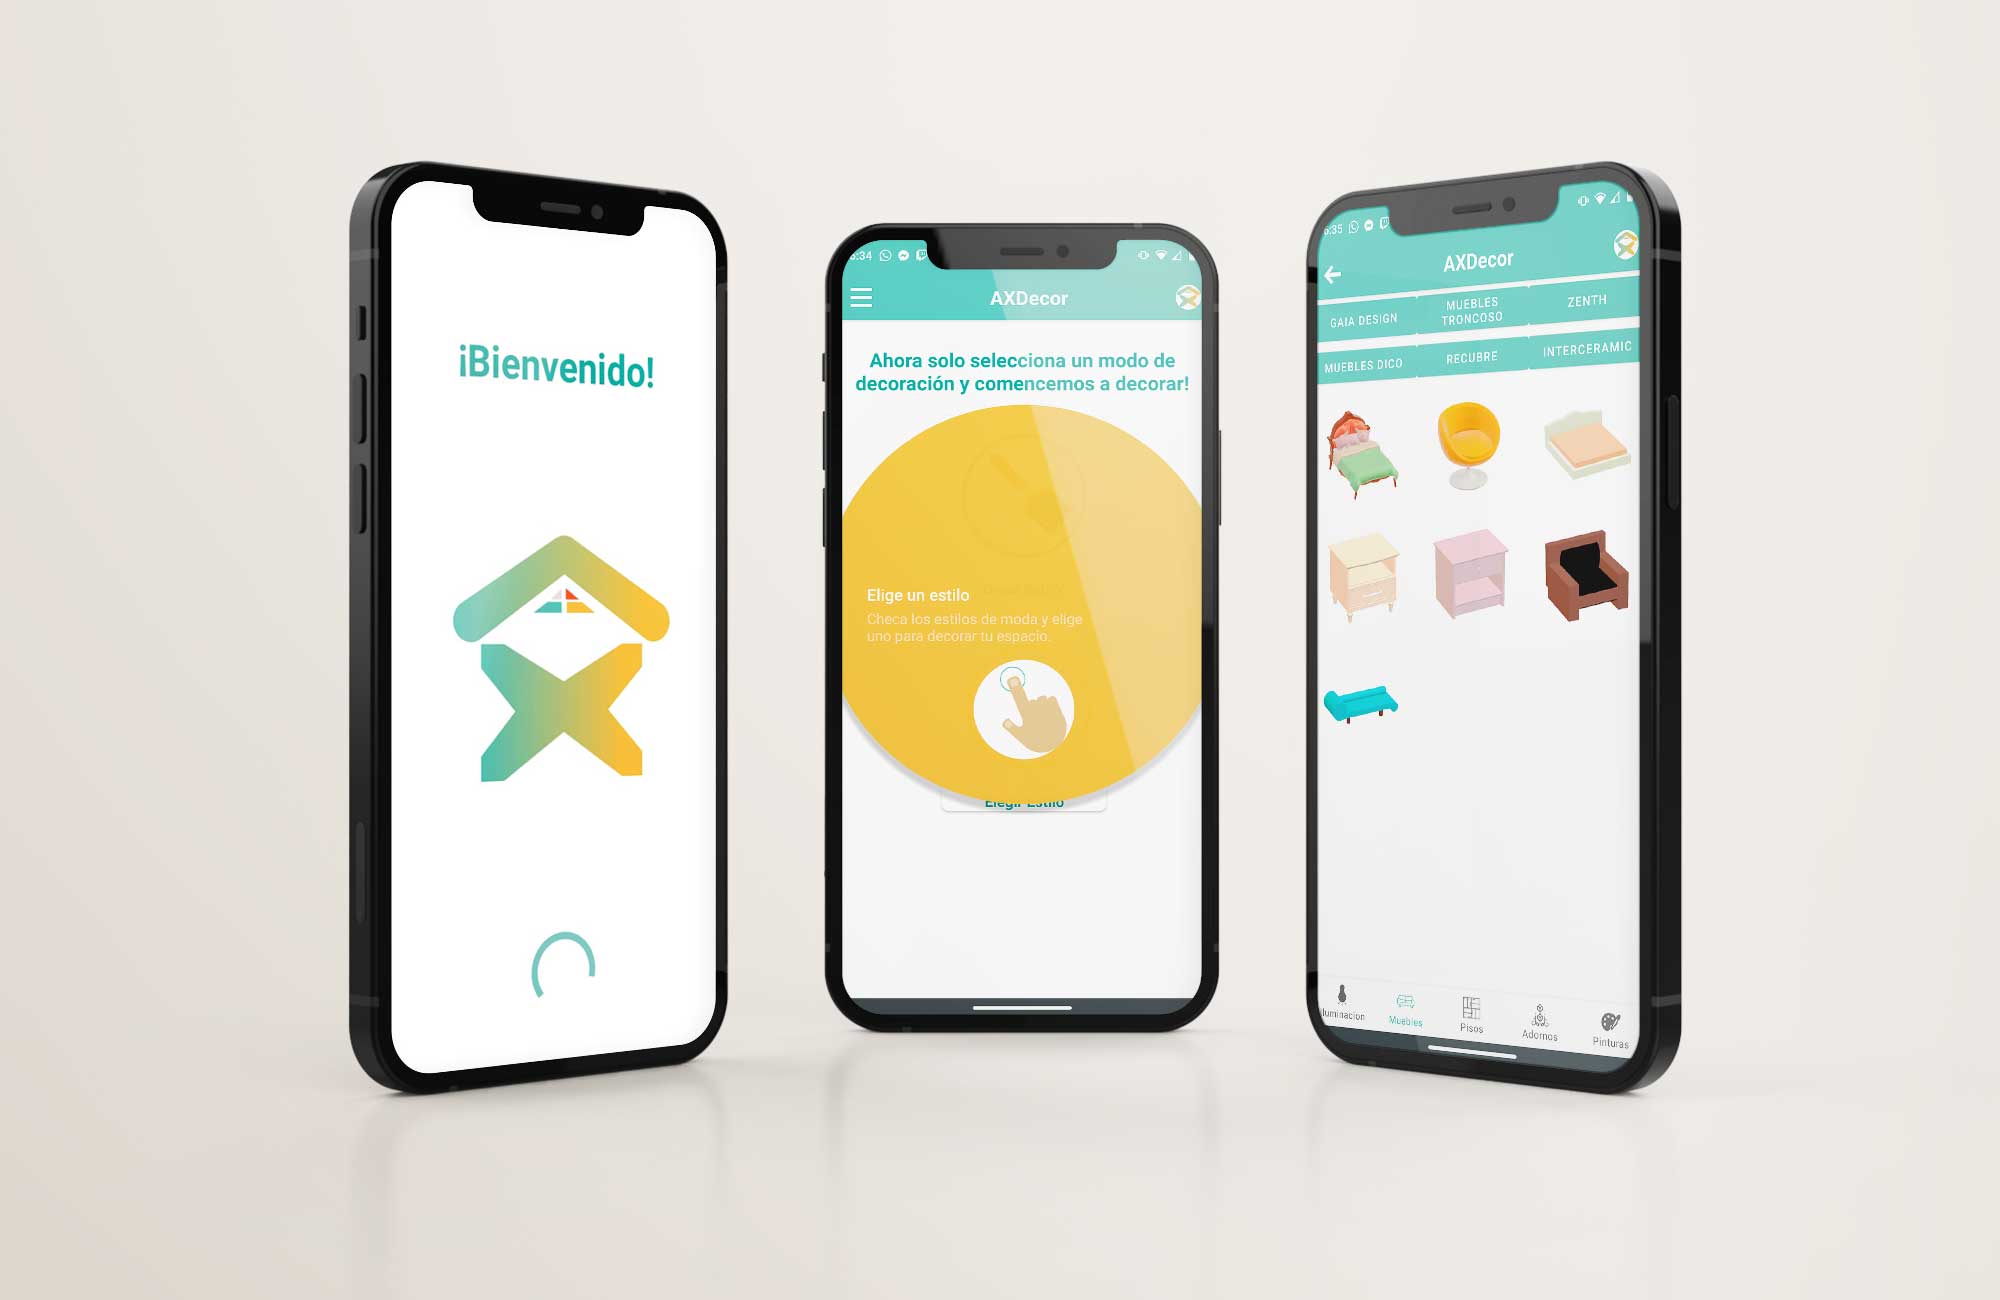 ¡Bienvenido!
:34
AXDecor
Ahora solo selecciona un modo de
decoración y comencemos a decorar!
Elige un estilo
Checa los estilos de moda y elige
uno para decorar tu espacio.
Elegir Estilo
6:35
AXDecor
GAIA DESIGN
MUEBLES
TRONCOSO
ZENTH
MUEBLES DICO
RECUBRE
INTERCERAMIC
luminacion
Muebles
Pisos
Adornos
Pinturas